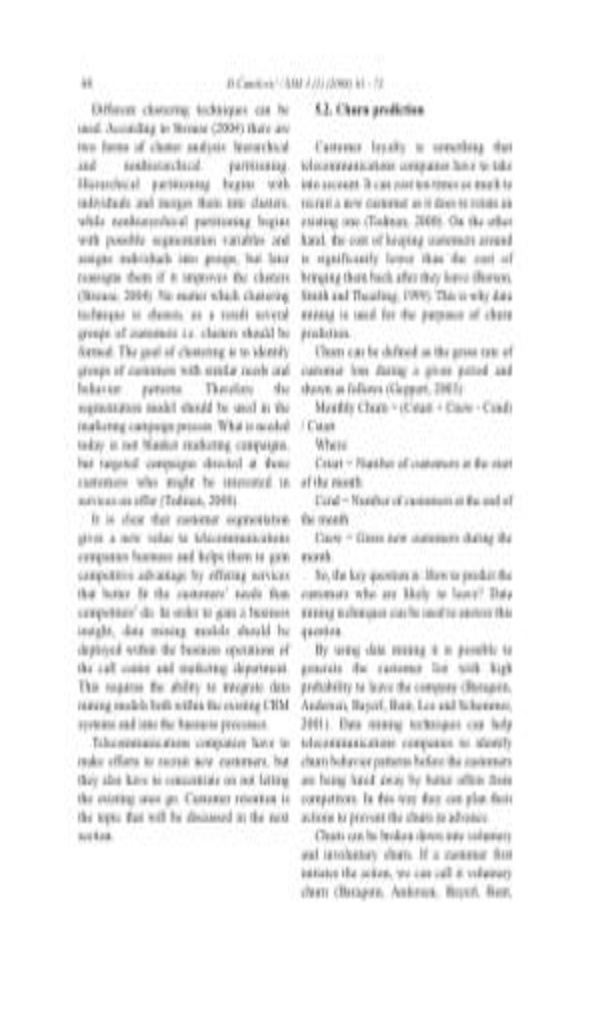 Different clustering techniques can be
used. According to Strouse (2004) there are
two forms of cluster analysis: hierarchical
and nonhierarchical partitioning.
Hierarchical partitioning begins with
individuals and merges them into clusters,
while nonhierarchical partitioning begins
with possible segmentation variables and
assigns individuals into groups, but later
reassigns them if it improves the clusters
(Strouse, 2004). No matter which clustering
technique is chosen, as a result several
groups of customers i.e. clusters should be
formed. The goal of clustering is to identify
groups of customers with similar needs and
behavior patterns. Therefore the
segmentation model should be used in the
marketing campaign process. What is needed
today is not blanket marketing campaigns,
but targeted campaigns directed at those
customers who might be interested in
services on offer (Todman, 2000).
It is clear that customer segmentation
gives a new value to telecommunications
companies business and helps them to gain
competitive advantage by offering services
that better fit the customers' needs than
competitors' do. In order to gain a business
insight, data mining models should be
deployed within the business operations of
the call center and marketing department.
This requires the ability to integrate data
mining models both within the existing CRM
systems and into the business processes.
Telecommunications companies have to
make efforts to recruit new customers, but
they also have to concentrate on not letting
the existing ones go. Customer retention is
the topic that will be discussed in the next
section.
5.2. Churn prediction
Customer loyalty is something that
telecommunications companies have to take
into account. It can cost ten times as much to
recruit a new customer as it does to retain an
existing one (Todman, 2000). On the other
hand, the cost of keeping customers around
is significantly lower than the cost of
bringing them back after they leave (Berson,
Smith and Thearling, 1999). This is why data
mining is used for the purposes of churn
prediction.
Churn can be defined as the gross rate of
customer loss during a given period and
shown as follows (Geppert, 2003):
Monthly Churn = (Cstart + Cnew - Cend)
/ Cstart
Where
Cstart = Number of customers at the start
of the month
Cend = Number of customers at the end of
the month
Cnew = Gross new customers during the
month.
So, the key question is: How to predict the
customers who are likely to leave? Data
mining techniques can be used to answer this
question.
By using data mining it is possible to
generate the customer list with high
probability to leave the company
2001). Data mining techniques can help
telecommunications companies to identify
churn behavior patterns before the customers
are being lured away by better offers from
competitors. In this way they can plan their
actions to prevent the churn in advance.
Churn can be broken down into voluntary
and involuntary churn. If a customer first
initiates the action, we can call it voluntary
churn